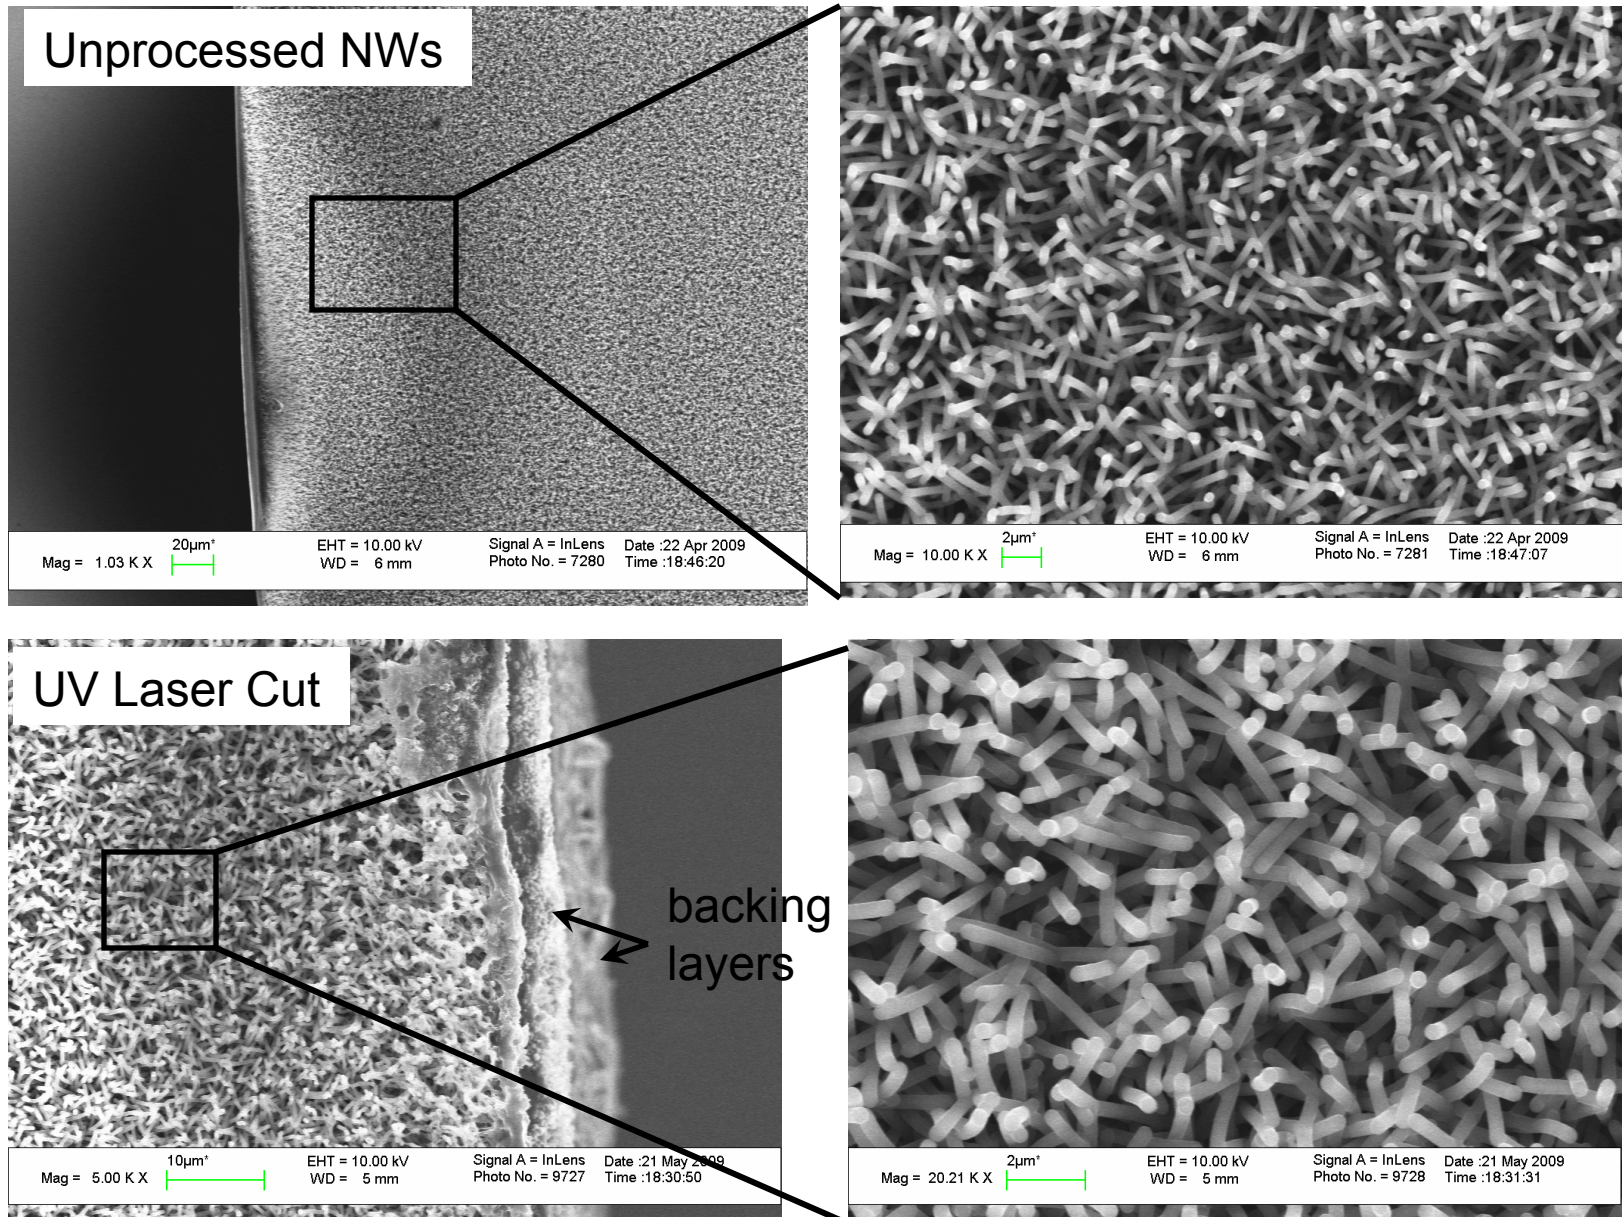 Unprocessed NWs
Mag = 1.03 K X
20µm*
EHT = 10.00 kV
WD = 6 mm
Signal A = InLens
Photo No. = 7280
Date :22 Apr 2009
Time :18:46:20
Mag = 10.00 K X
2µm*
EHT = 10.00 kV
WD = 6 mm
Signal A = InLens
Photo No. = 7281
Date :22 Apr 2009
Time :18:47:07
UV Laser Cut
backing
layers
Mag = 5.00 K X
10µm*
EHT = 10.00 kV
WD = 5 mm
Signal A = InLens
Photo No. = 9727
Date :21 May 2009
Time :18:30:50
Mag = 20.21 K X
2µm*
EHT = 10.00 kV
WD = 5 mm
Signal A = InLens
Photo No. = 9728
Date :21 May 2009
Time :18:31:31